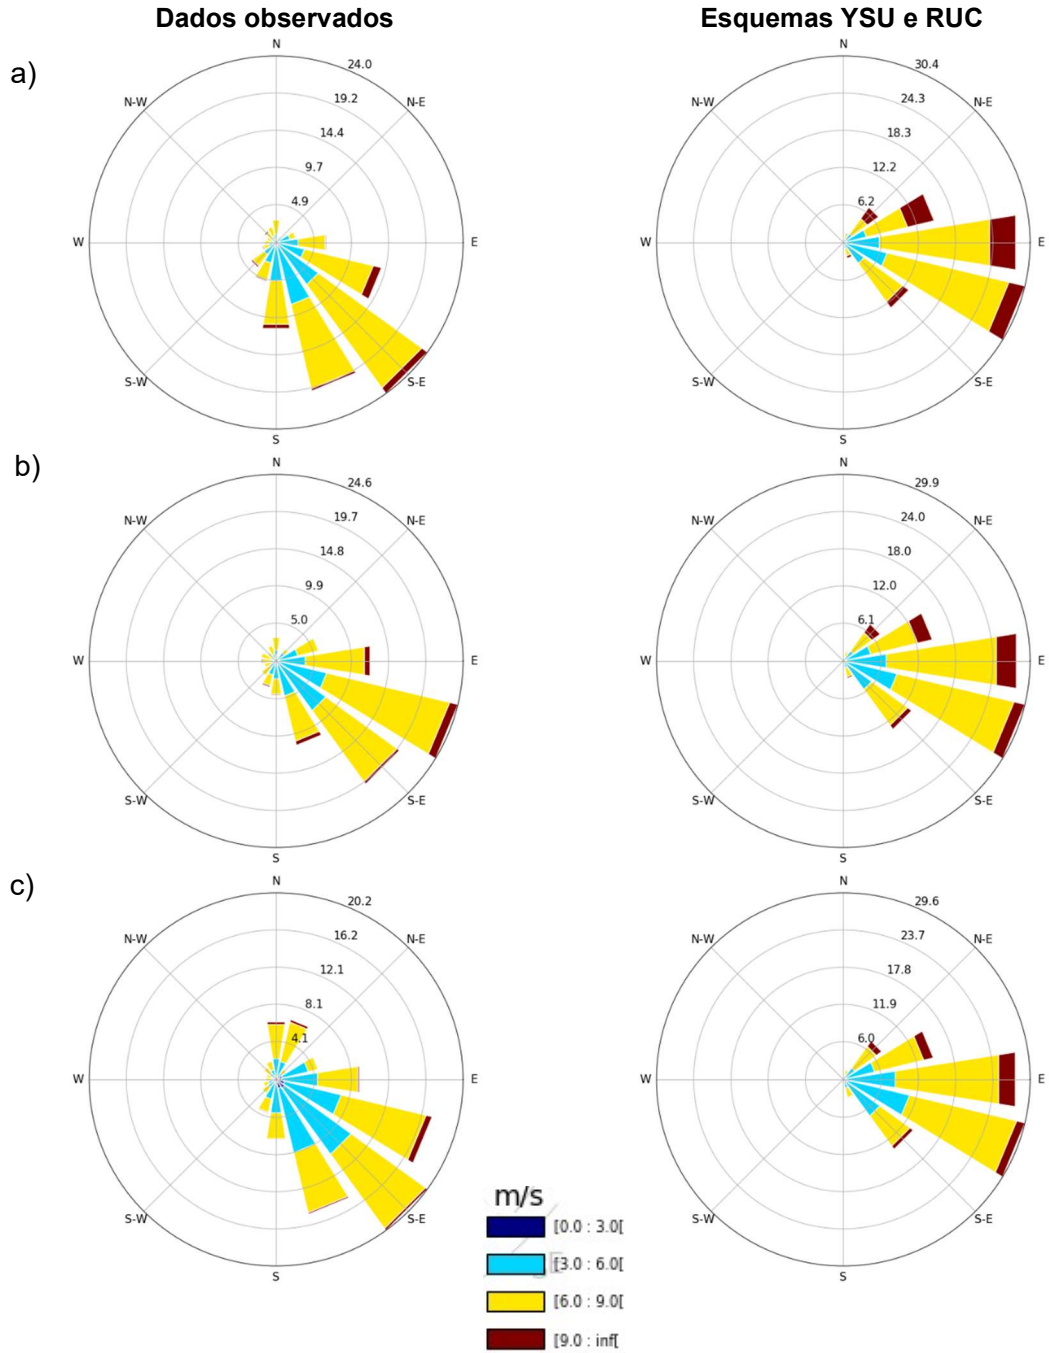 Dados observados
Esquemas YSU e RUC
a)
N
24.0
19.2
14.4
9.7
4.9
N-W
N-E
W
E
S-W
S-E
S
N
30.4
24.3
18.3
12.2
6.2
N-W
N-E
W
E
S-W
S-E
S
b)
N
24.6
19.7
14.8
9.9
5.0
N-W
N-E
W
E
S-W
S-E
S
N
29.9
24.0
18.0
12.0
6.1
N-W
N-E
W
E
S-W
S-E
S
c)
N
20.2
16.2
12.1
8.1
4.1
N-W
N-E
W
E
S-W
S-E
S
N
29.6
23.7
17.8
11.9
6.0
N-W
N-E
W
E
S-W
S-E
S
m/s
[0.0 : 3.0[
[3.0 : 6.0[
[6.0 : 9.0[
[9.0 : inf[